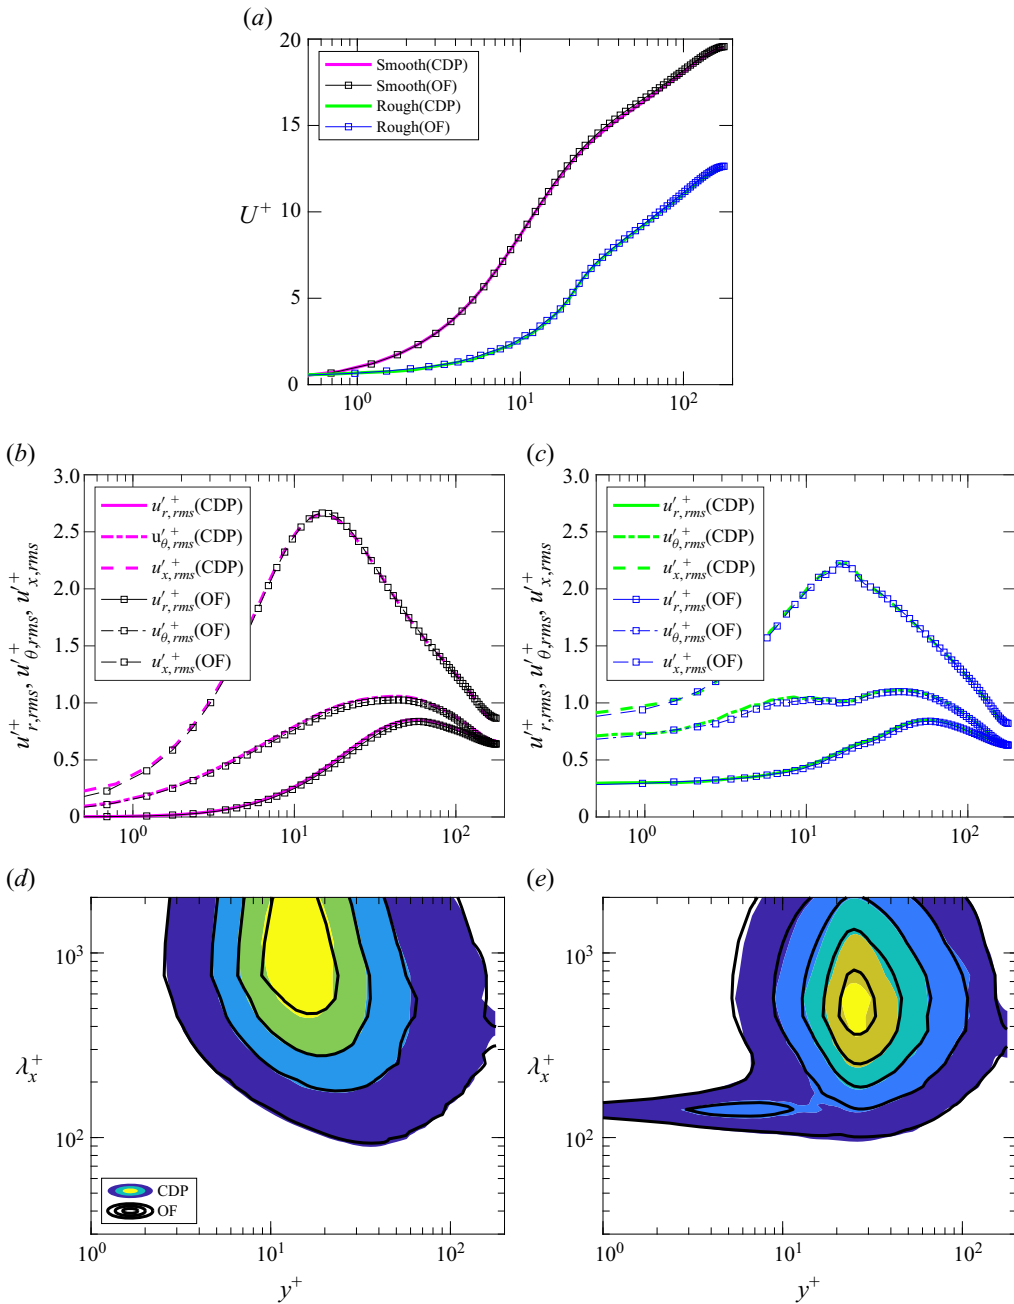 (a)
20
15
10
5
0
U+
Smooth(CDP)
Smooth(OF)
Rough(CDP)
Rough(OF)
10^0
10^1
10^2
(b)
3.0
2.5
2.0
1.5
1.0
0.5
0
u′+r,rms, u′+θ,rms, u′+x,rms
u′+r,rms(CDP)
u′+θ,rms(CDP)
u′+x,rms(CDP)
u′+r,rms(OF)
u′+θ,rms(OF)
u′+x,rms(OF)
10^0
10^1
10^2
(c)
3.0
2.5
2.0
1.5
1.0
0.5
0
u′+r,rms, u′+θ,rms, u′+x,rms
u′+r,rms(CDP)
u′+θ,rms(CDP)
u′+x,rms(CDP)
u′+r,rms(OF)
u′+θ,rms(OF)
u′+x,rms(OF)
10^0
10^1
10^2
(d)
10^3
λx+
10^2
CDP
OF
10^0
10^1
10^2
y+
(e)
10^3
λx+
10^2
10^0
10^1
10^2
y+